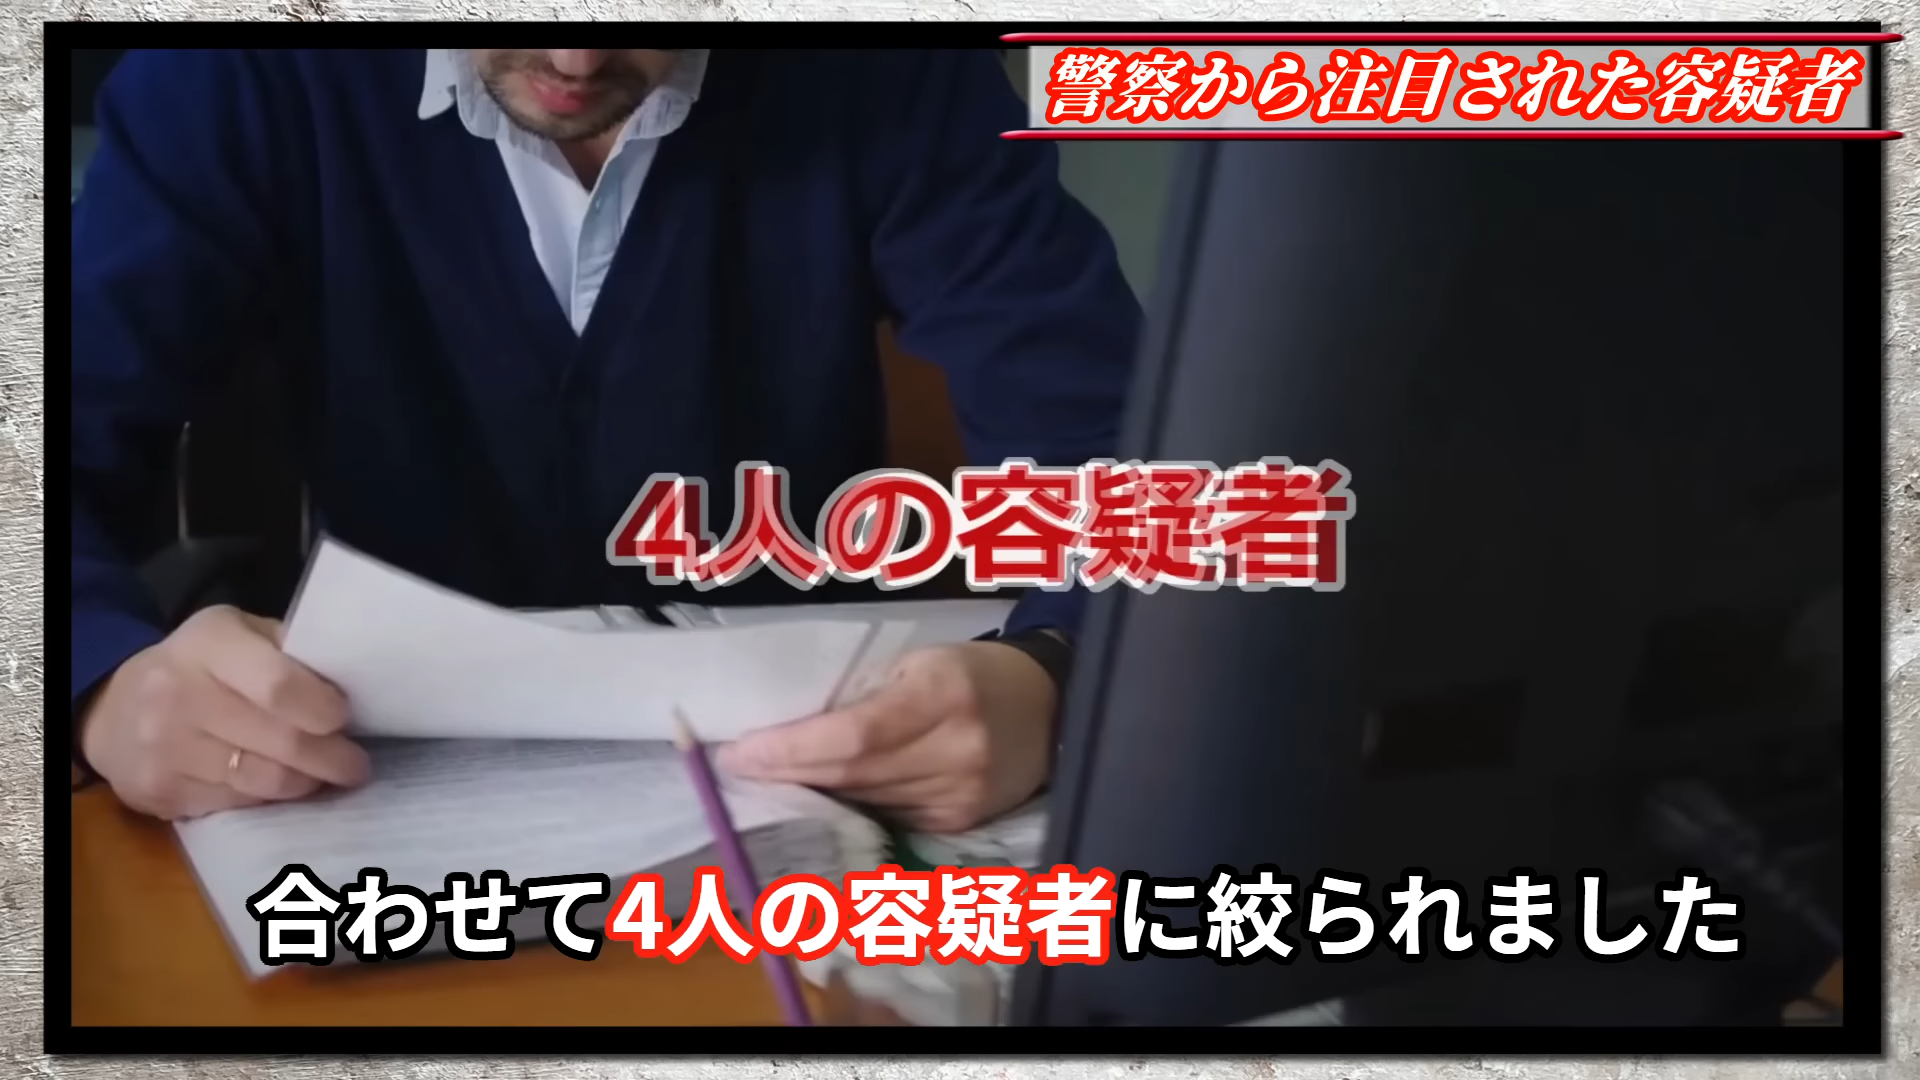 警察から注目された容疑者
4人の容疑者
合わせて4人の容疑者に絞られました